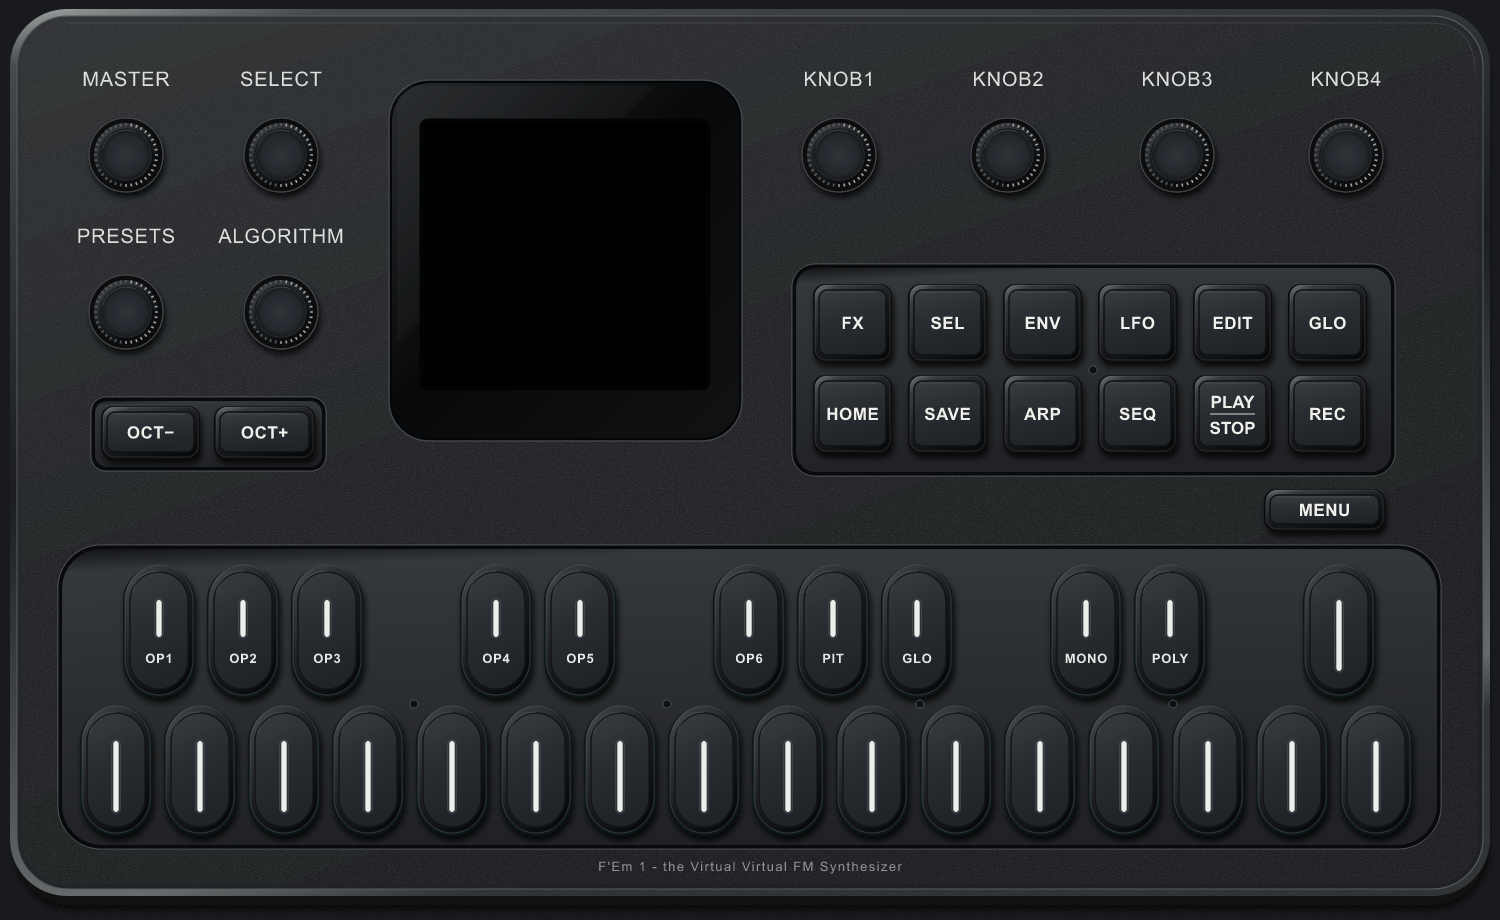 MASTER SELECT KNOB1 KNOB2 KNOB3 KNOB4
PRESETS ALGORITHM
FX SEL ENV LFO EDIT GLO
HOME SAVE ARP SEQ PLAY STOP REC
OCT− OCT+
MENU
OP1 OP2 OP3 OP4 OP5 OP6 PIT GLO MONO POLY
F'Em 1 - the Virtual Virtual FM Synthesizer